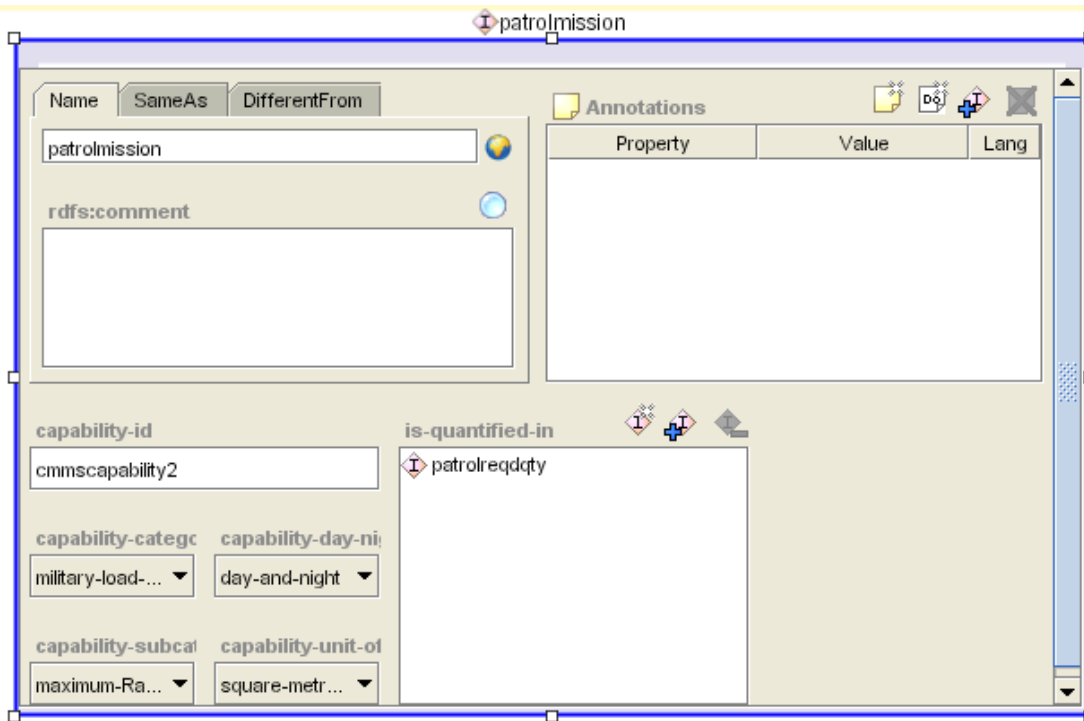 patrolmission
Name SameAs DifferentFrom
Annotations
patrolmission
Property Value Lang
rdfs:comment
capability-id
is-quantified-in
cmmscapability2
patrolreqdqty
capability-catego capability-day-nig
military-load-... day-and-night
capability-subcat capability-unit-of
maximum-Ra... square-metr...